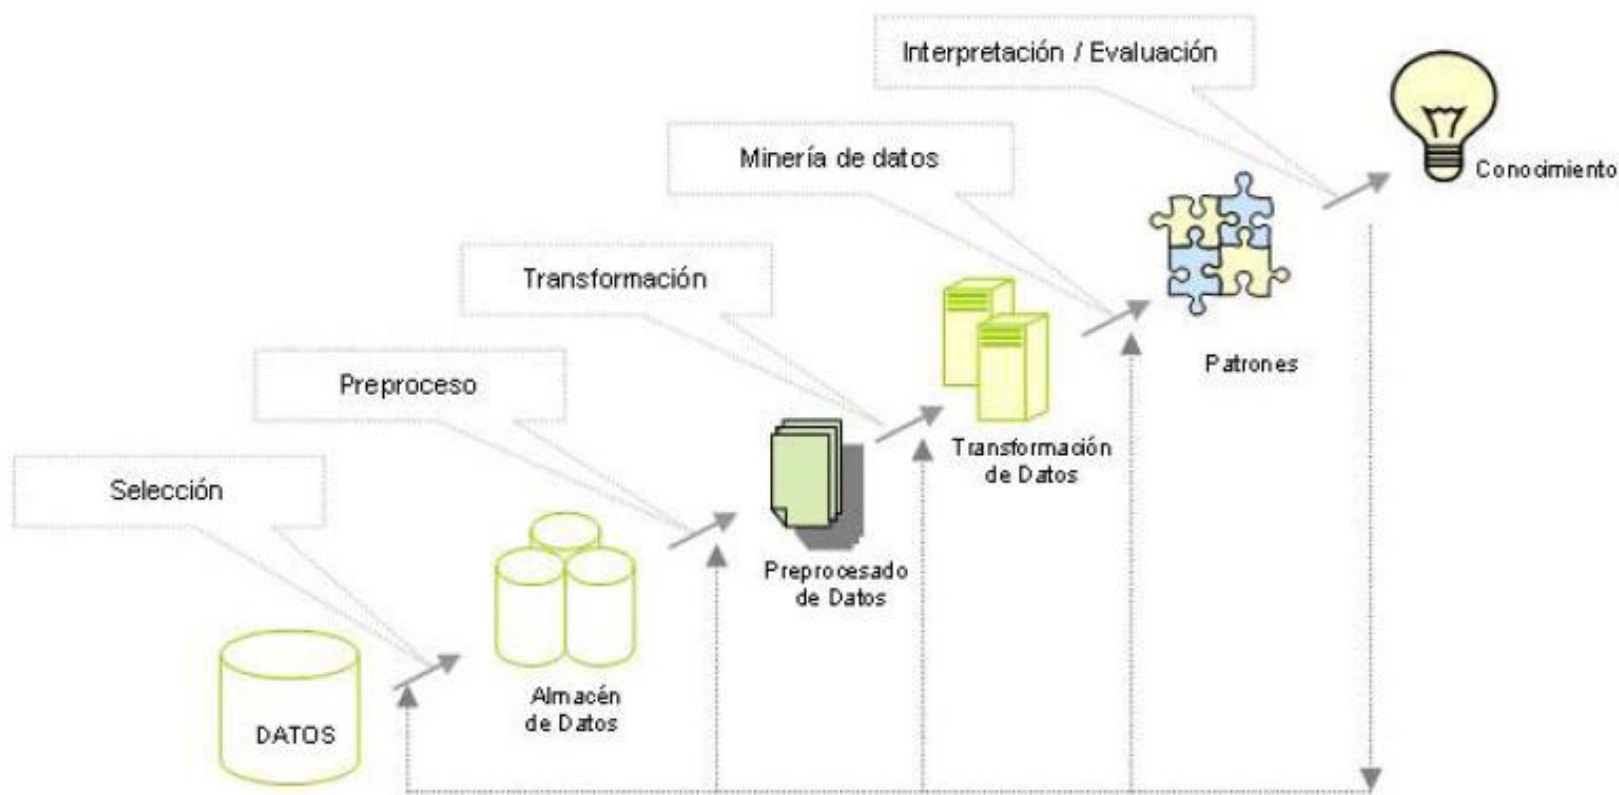 Interpretación / Evaluación
Conocimiento
Minería de datos
Patrones
Transformación
Transformación
de Datos
Preproceso
Preprocesado
de Datos
Selección
Almacén
de Datos
DATOS